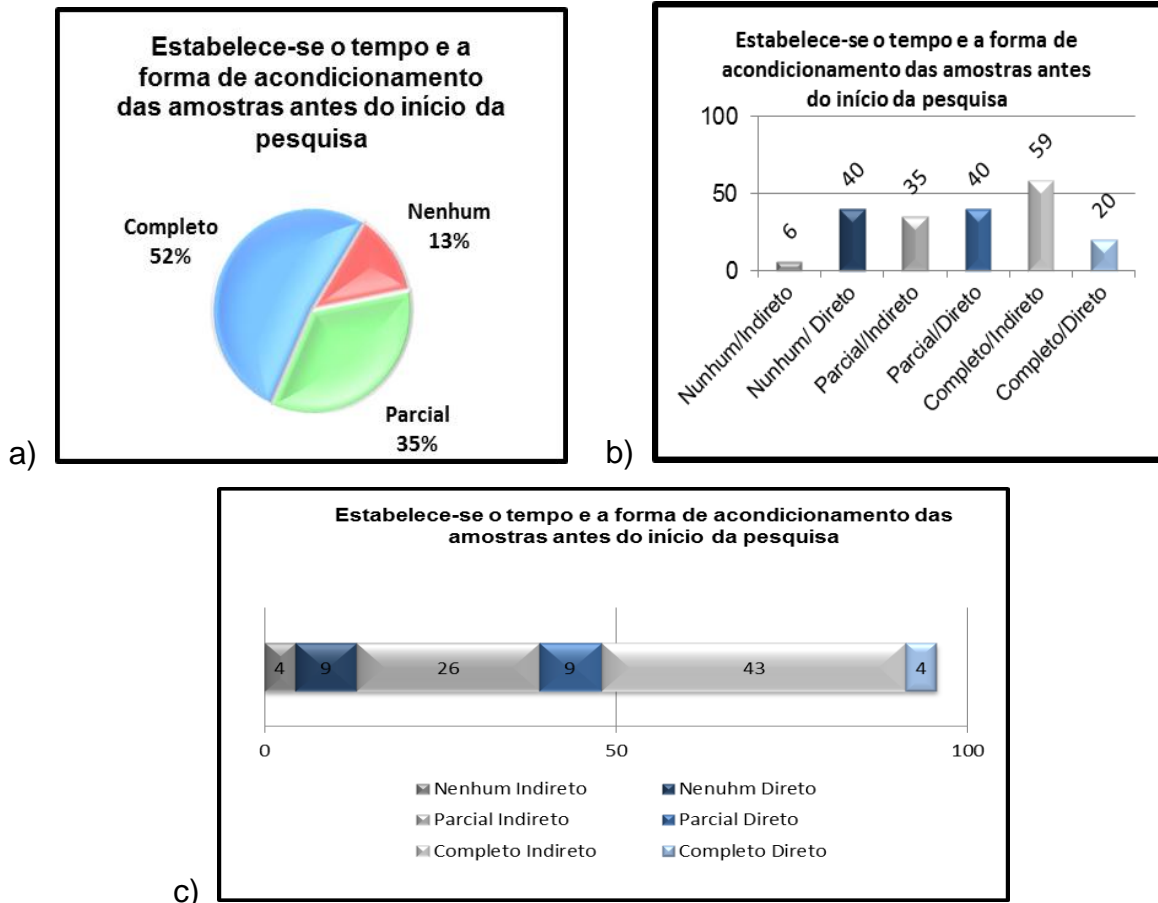 Estabelece-se o tempo e a
forma de acondicionamento
das amostras antes do início da
pesquisa
Completo
52%
Nenhum
13%
Parcial
35%
a)
Estabelece-se o tempo e a forma de
acondicionamento das amostras antes
do início da pesquisa
100
50
0
6
40
35
40
59
20
Nunhum/Indireto
Nunhum/ Direto
Parcial/Indireto
Parcial/Direto
Completo/Indireto
Completo/Direto
b)
Estabelece-se o tempo e a forma de acondicionamento das
amostras antes do início da pesquisa
4 9 26 9 43 4
0 50 100
Nenhum Indireto Nenuhm Direto
Parcial Indireto Parcial Direto
Completo Indireto Completo Direto
c)